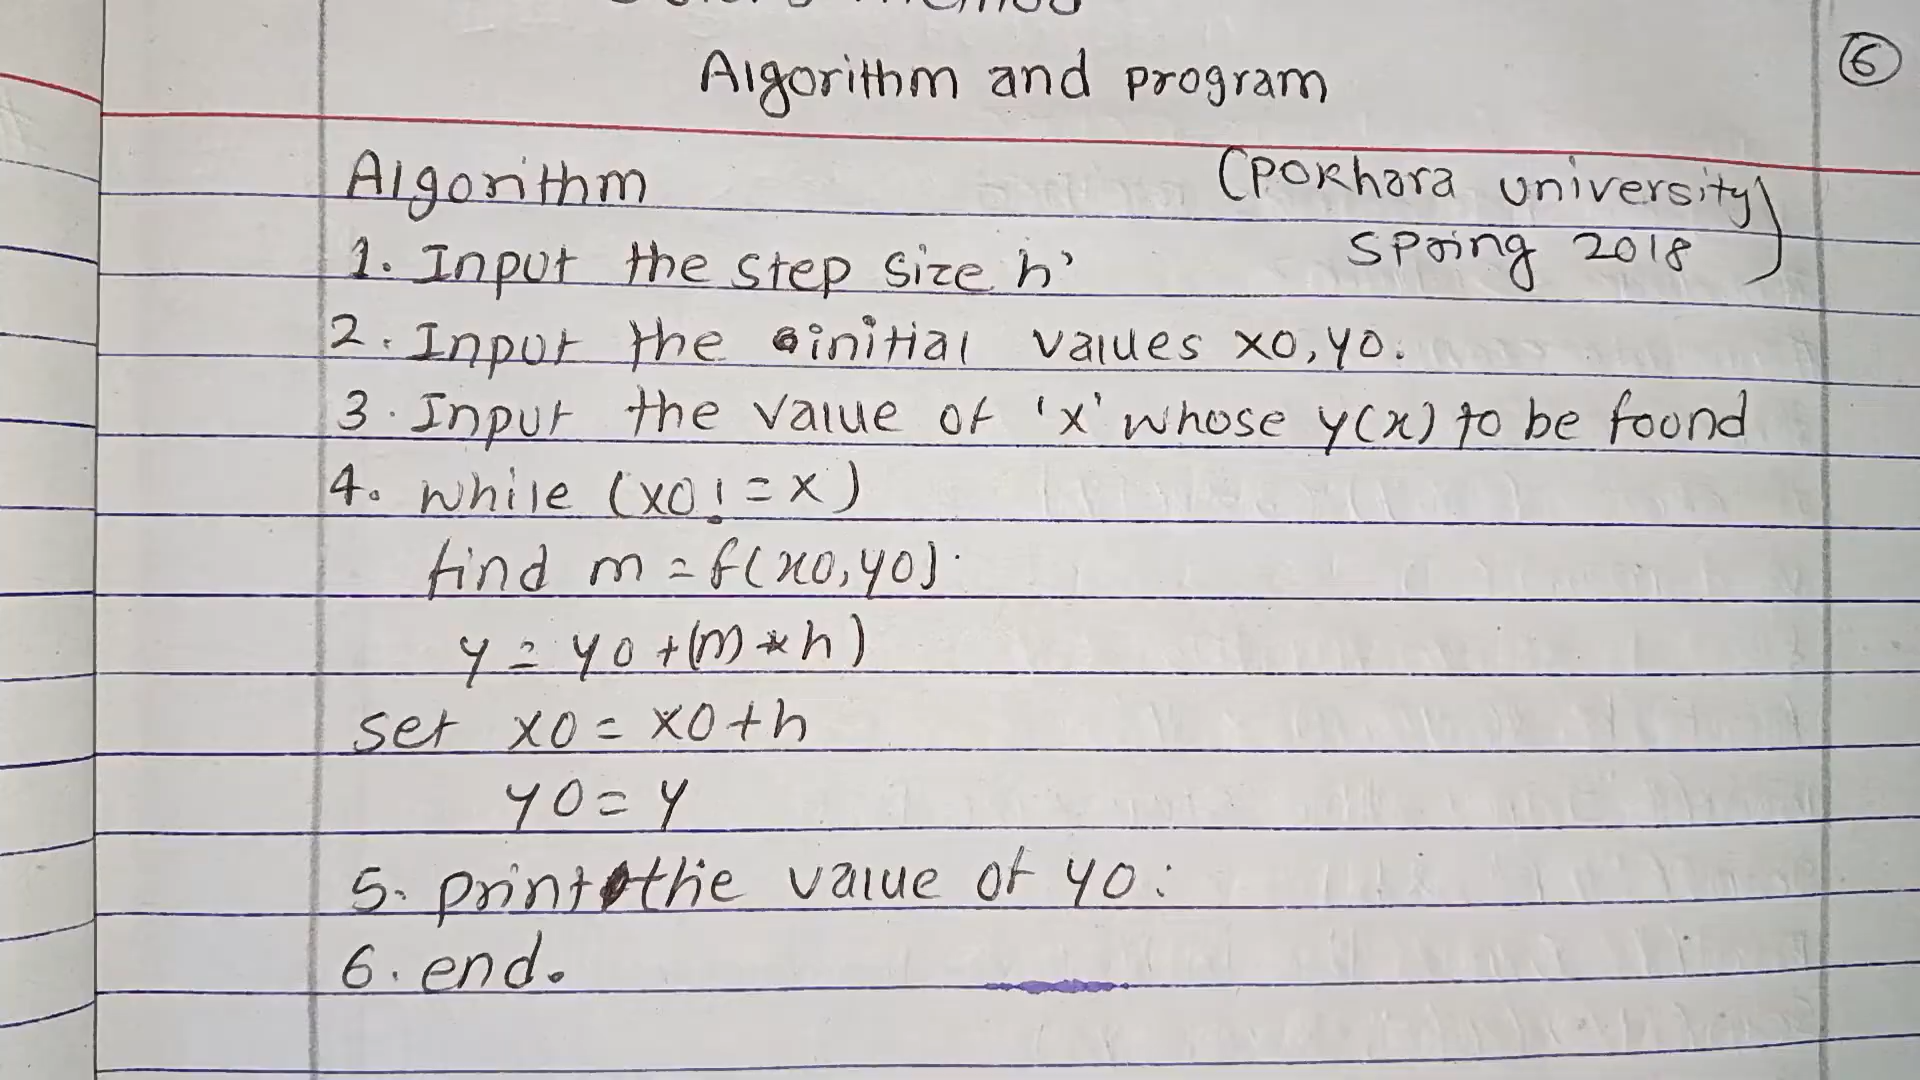 Algorithm and program
6
Algorithm (Pokhara university
Spring 2018)
1. Input the step size h'
2. Input the initial values x0, y0.
3. Input the value of 'x' whose y(x) to be found
4. while (x0!=x)
find m = f(x0,y0).
y = y0 + (m * h)
set x0 = x0+h
y0 = y
5. print the value of y0:
6. end.